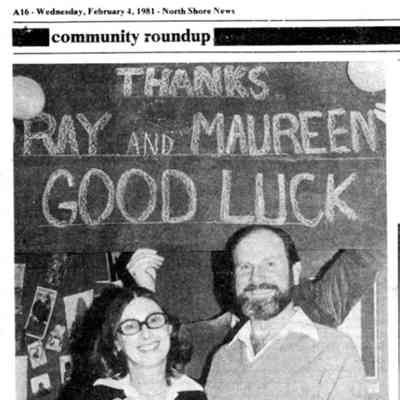 A16 - Wednesday, February 4, 1981 - North Shore News
community roundup
THANKS
RAY AND MAUREEN
GOOD LUCK